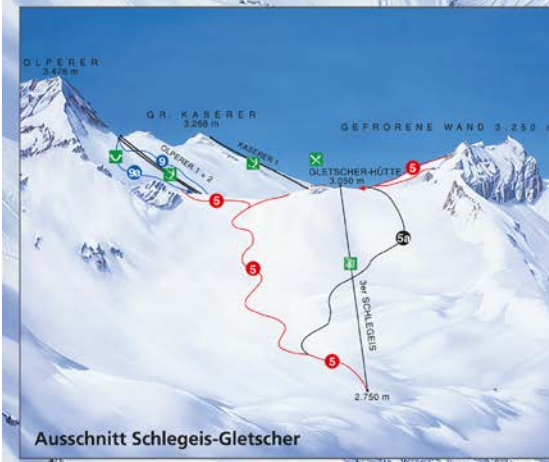 OLPERER
3.476 m
GR. KASERER
3.268 m
GEFRORENE WAND 3.250
KASERER 1
OLPERER 1 + 2
9
9a
GLETSCHER-HÜTTE
3.050 m
5
5
5a
5
3er SCHLEGEIS
5
2.750 m
Ausschnitt Schlegeis-Gletscher